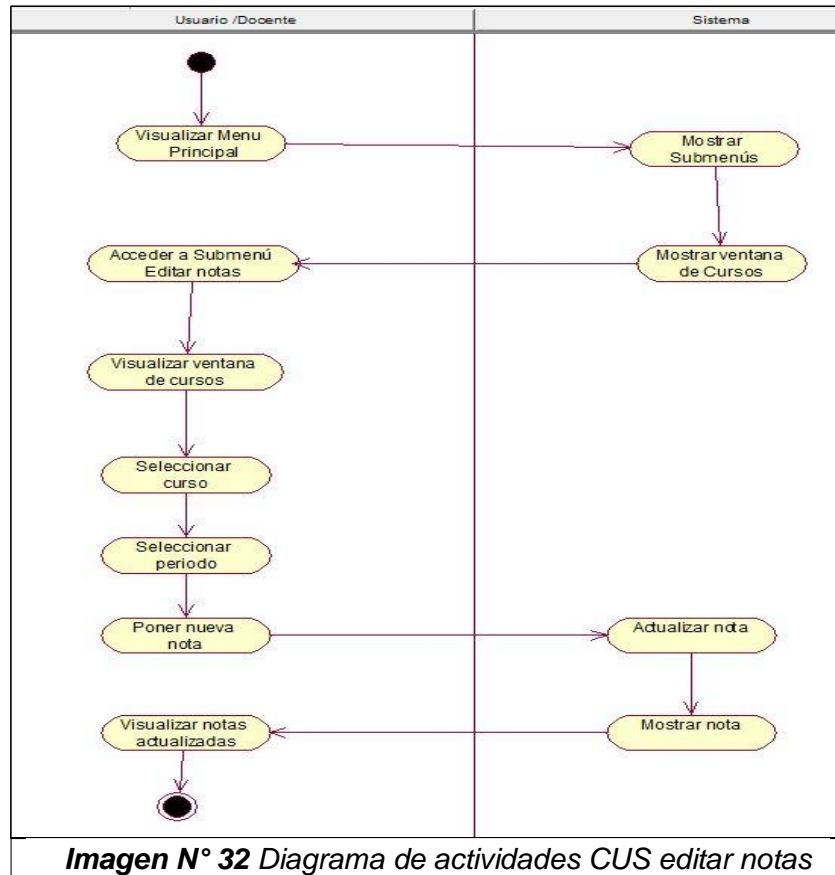 Usuario /Docente
Sistema
Visualizar Menu
Principal
Mostrar
Submenús
Acceder a Submenú
Editar notas
Mostrar ventana
de Cursos
Visualizar ventana
de cursos
Seleccionar
curso
Seleccionar
periodo
Poner nueva
nota
Actualizar nota
Visualizar notas
actualizadas
Mostrar nota
Imagen N° 32 Diagrama de actividades CUS editar notas